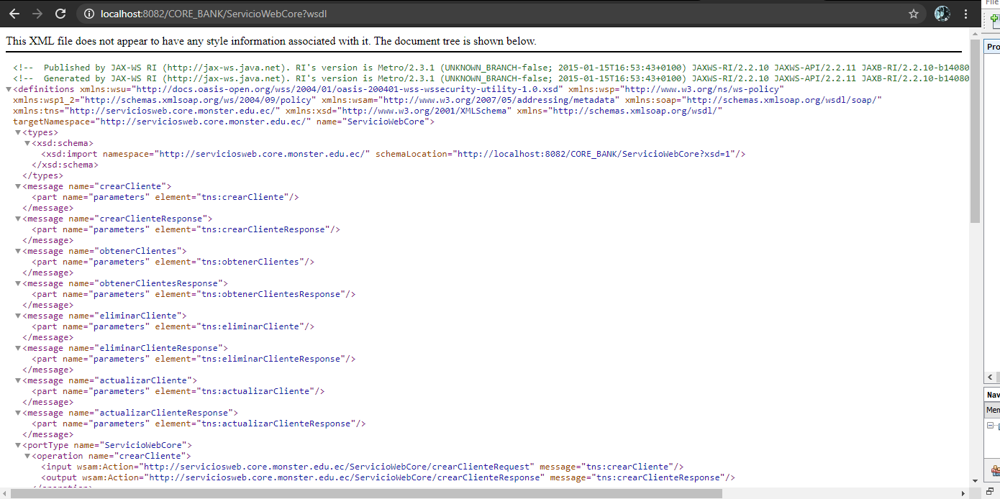 localhost:8082/CORE_BANK/ServicioWebCore?wsdl
File
This XML file does not appear to have any style information associated with it. The document tree is shown below.
Pro
<!-- Published by JAX-WS RI (http://jax-ws.java.net). RI's version is Metro/2.3.1 (UNKNOWN_BRANCH-false; 2015-01-15T16:53:43+0100) JAXWS-RI/2.2.10 JAXWS-API/2.2.11 JAXB-RI/2.2.10-b14080
<!-- Generated by JAX-WS RI (http://jax-ws.java.net). RI's version is Metro/2.3.1 (UNKNOWN_BRANCH-false; 2015-01-15T16:53:43+0100) JAXWS-RI/2.2.10 JAXWS-API/2.2.11 JAXB-RI/2.2.10-b14080
<definitions xmlns:wsu="http://docs.oasis-open.org/wss/2004/01/oasis-200401-wss-wssecurity-utility-1.0.xsd" xmlns:wsp="http://www.w3.org/ns/ws-policy"
xmlns:wsp1_2="http://schemas.xmlsoap.org/ws/2004/09/policy" xmlns:wsam="http://www.w3.org/2007/05/addressing/metadata" xmlns:soap="http://schemas.xmlsoap.org/wsdl/soap/"
xmlns:tns="http://serviciosweb.core.monster.edu.ec/" xmlns:xsd="http://www.w3.org/2001/XMLSchema" xmlns="http://schemas.xmlsoap.org/wsdl/"
targetNamespace="http://serviciosweb.core.monster.edu.ec/" name="ServicioWebCore">
<types>
<xsd:schema>
<xsd:import namespace="http://serviciosweb.core.monster.edu.ec/" schemaLocation="http://localhost:8082/CORE_BANK/ServicioWebCore?xsd=1"/>
</xsd:schema>
</types>
<message name="crearCliente">
<part name="parameters" element="tns:crearCliente"/>
</message>
<message name="crearClienteResponse">
<part name="parameters" element="tns:crearClienteResponse"/>
</message>
<message name="obtenerClientes">
<part name="parameters" element="tns:obtenerClientes"/>
</message>
<message name="obtenerClientesResponse">
<part name="parameters" element="tns:obtenerClientesResponse"/>
</message>
<message name="eliminarCliente">
<part name="parameters" element="tns:eliminarCliente"/>
</message>
<message name="eliminarClienteResponse">
<part name="parameters" element="tns:eliminarClienteResponse"/>
</message>
<message name="actualizarCliente">
<part name="parameters" element="tns:actualizarCliente"/>
</message>
<message name="actualizarClienteResponse">
<part name="parameters" element="tns:actualizarClienteResponse"/>
</message>
<portType name="ServicioWebCore">
<operation name="crearCliente">
<input wsam:Action="http://serviciosweb.core.monster.edu.ec/ServicioWebCore/crearClienteRequest" message="tns:crearCliente"/>
<output wsam:Action="http://serviciosweb.core.monster.edu.ec/ServicioWebCore/crearClienteResponse" message="tns:crearClienteResponse"/>
Nav
Mem